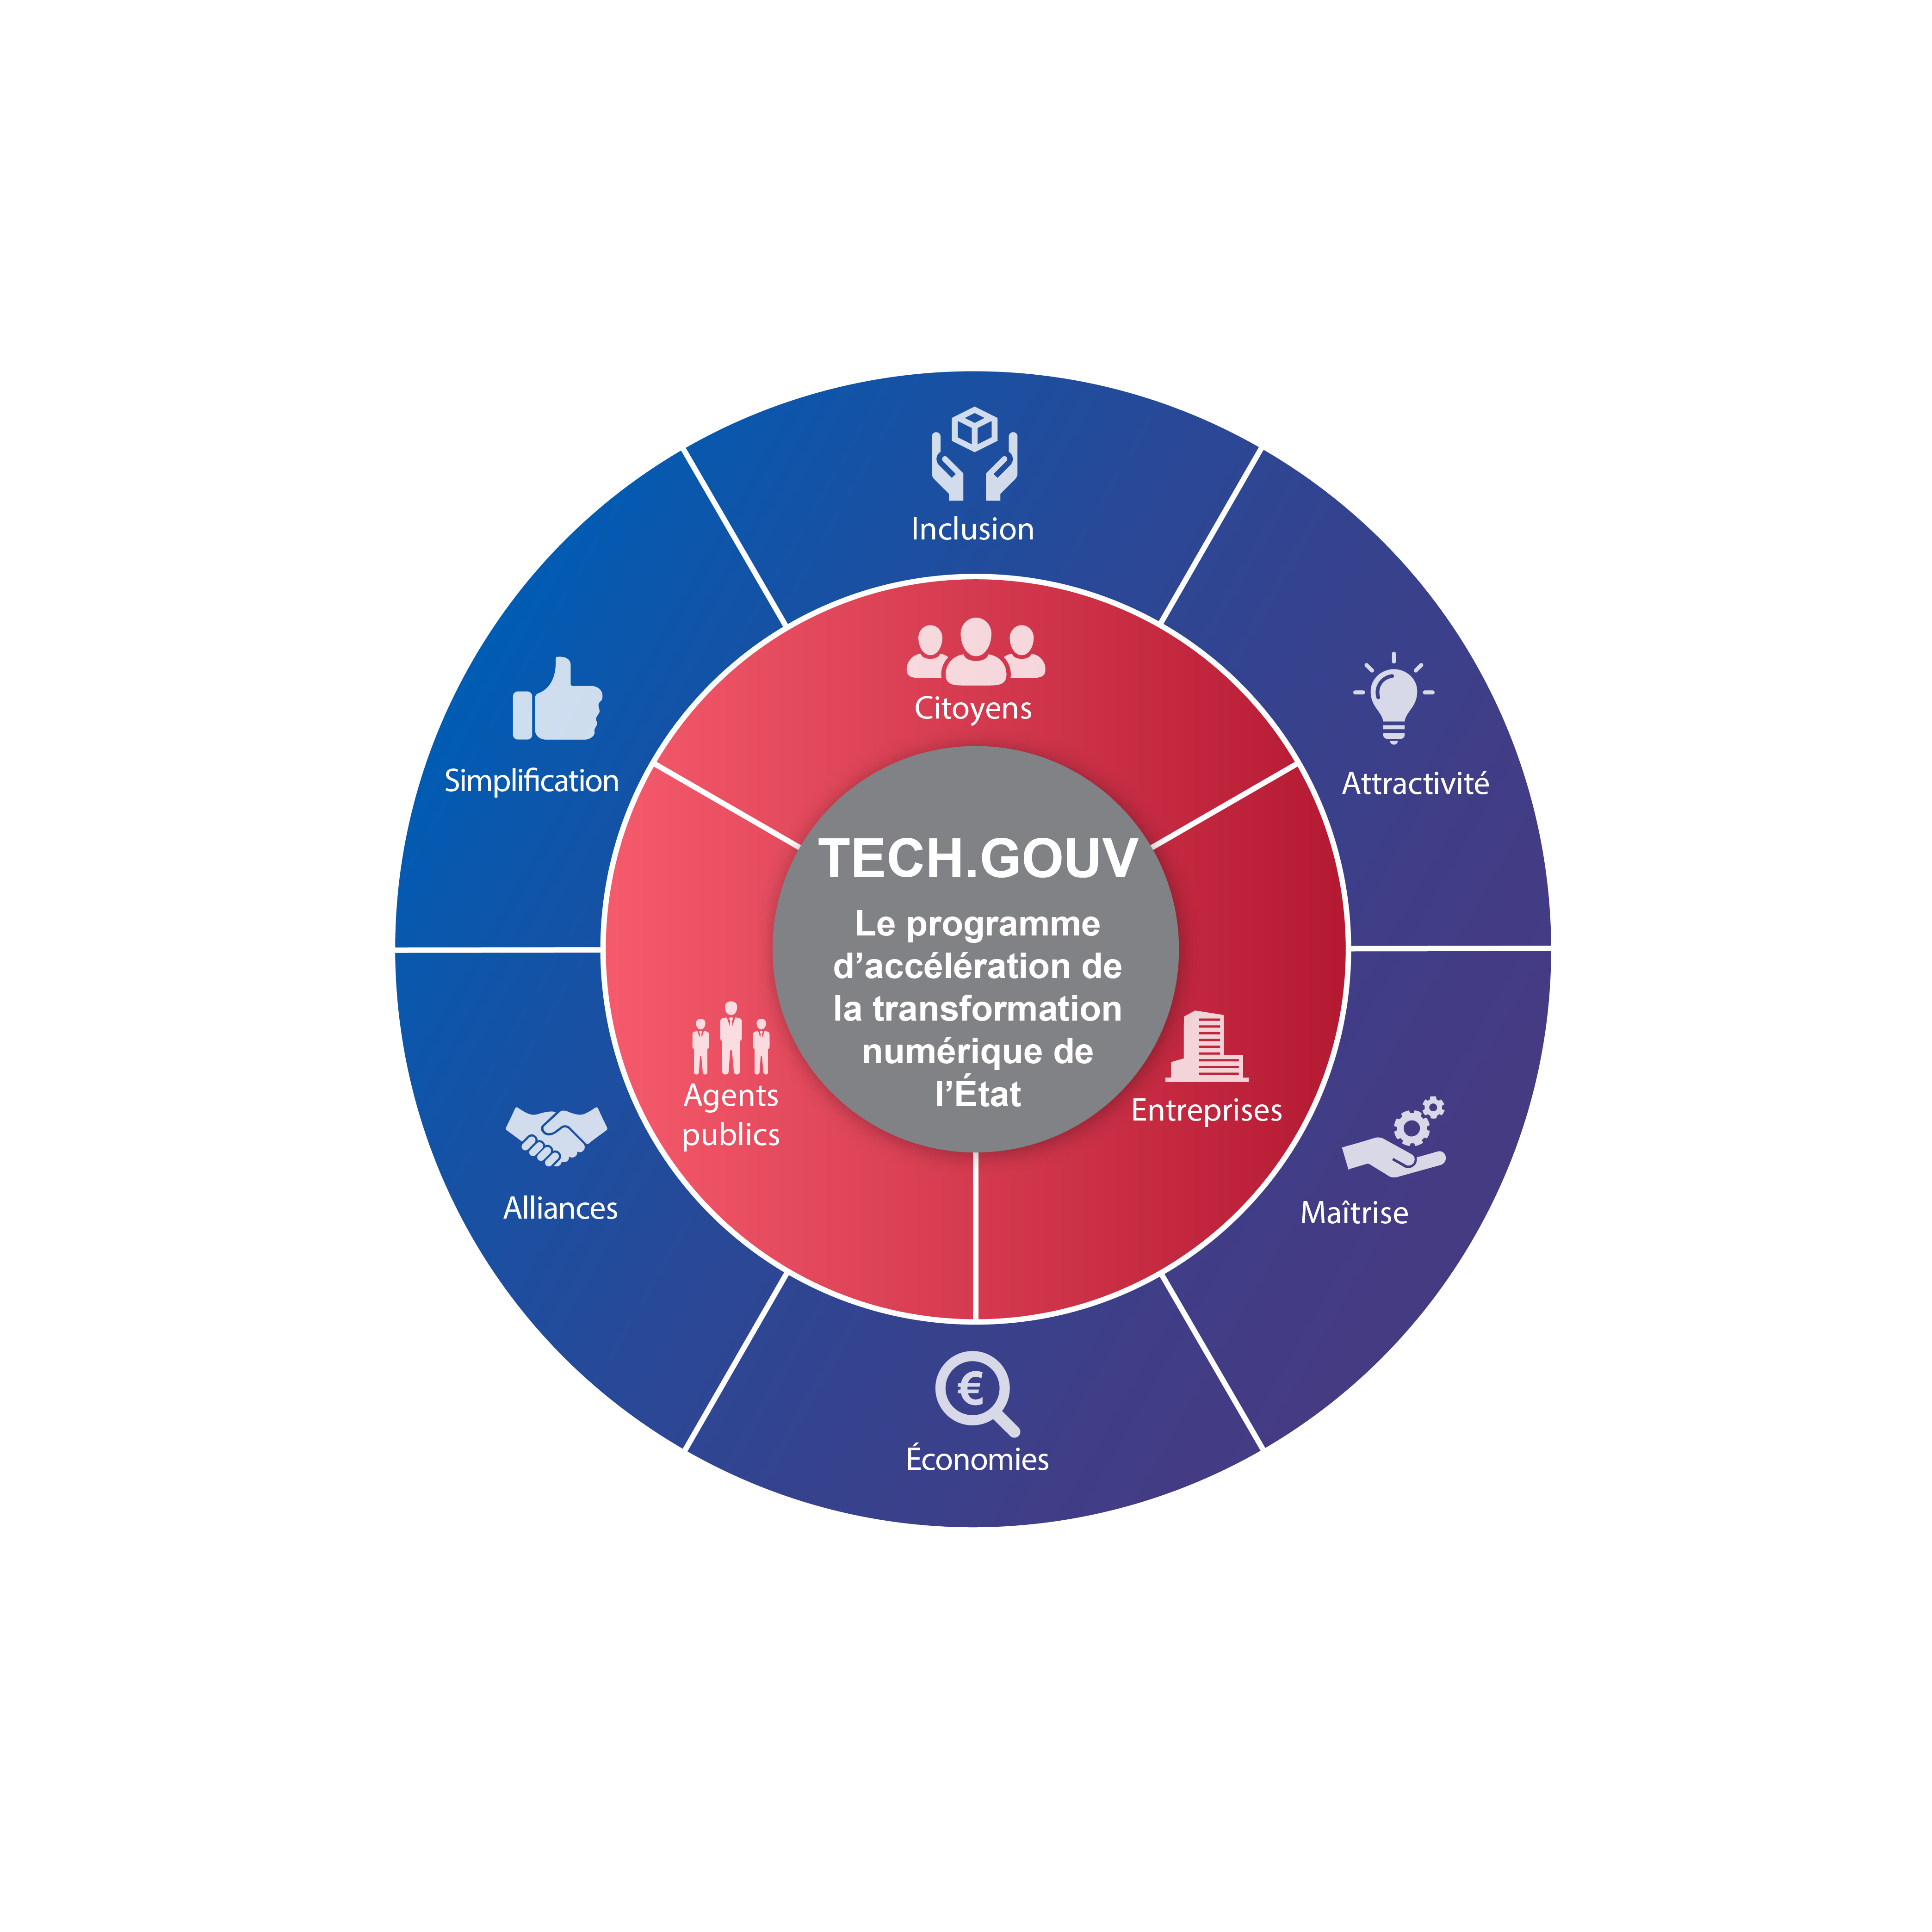 Inclusion
Citoyens
Simplification
Attractivité
TECH.GOUV
Le programme
d’accélération de
la transformation
numérique de
l’État
Agents
publics
Entreprises
Alliances
Maîtrise
€
Économies